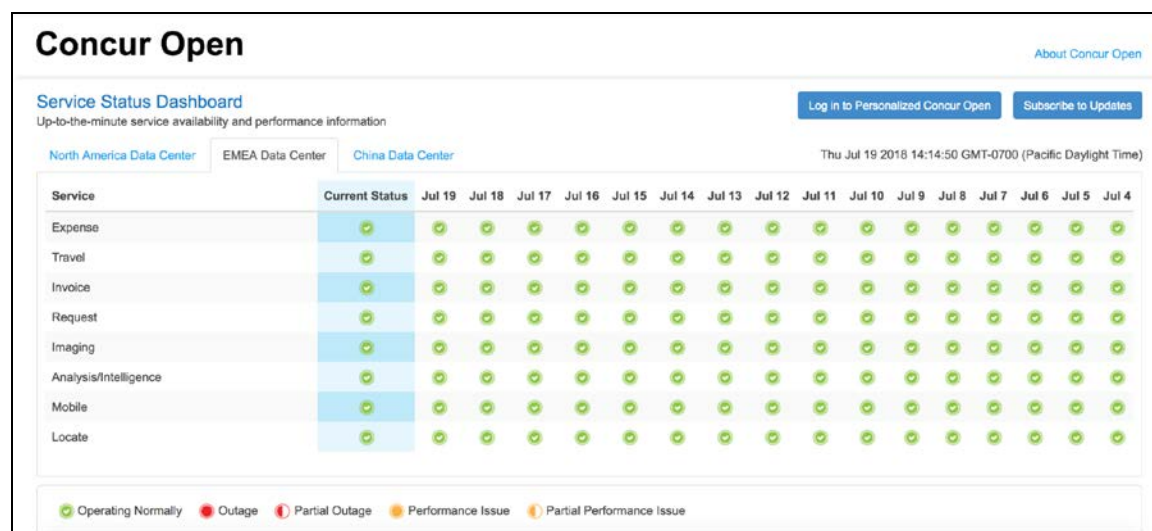 Concur Open
About Concur Open
Service Status Dashboard
Log in to Personalized Concur Open Subscribe to Updates
Up-to-the-minute service availability and performance information
North America Data Center EMEA Data Center China Data Center Thu Jul 19 2018 14:14:50 GMT-0700 (Pacific Daylight Time)
Service Current Status Jul 19 Jul 18 Jul 17 Jul 16 Jul 15 Jul 14 Jul 13 Jul 12 Jul 11 Jul 10 Jul 9 Jul 8 Jul 7 Jul 6 Jul 5 Jul 4
Expense
Travel
Invoice
Request
Imaging
Analysis/Intelligence
Mobile
Locate
Operating Normally Outage Partial Outage Performance Issue Partial Performance Issue